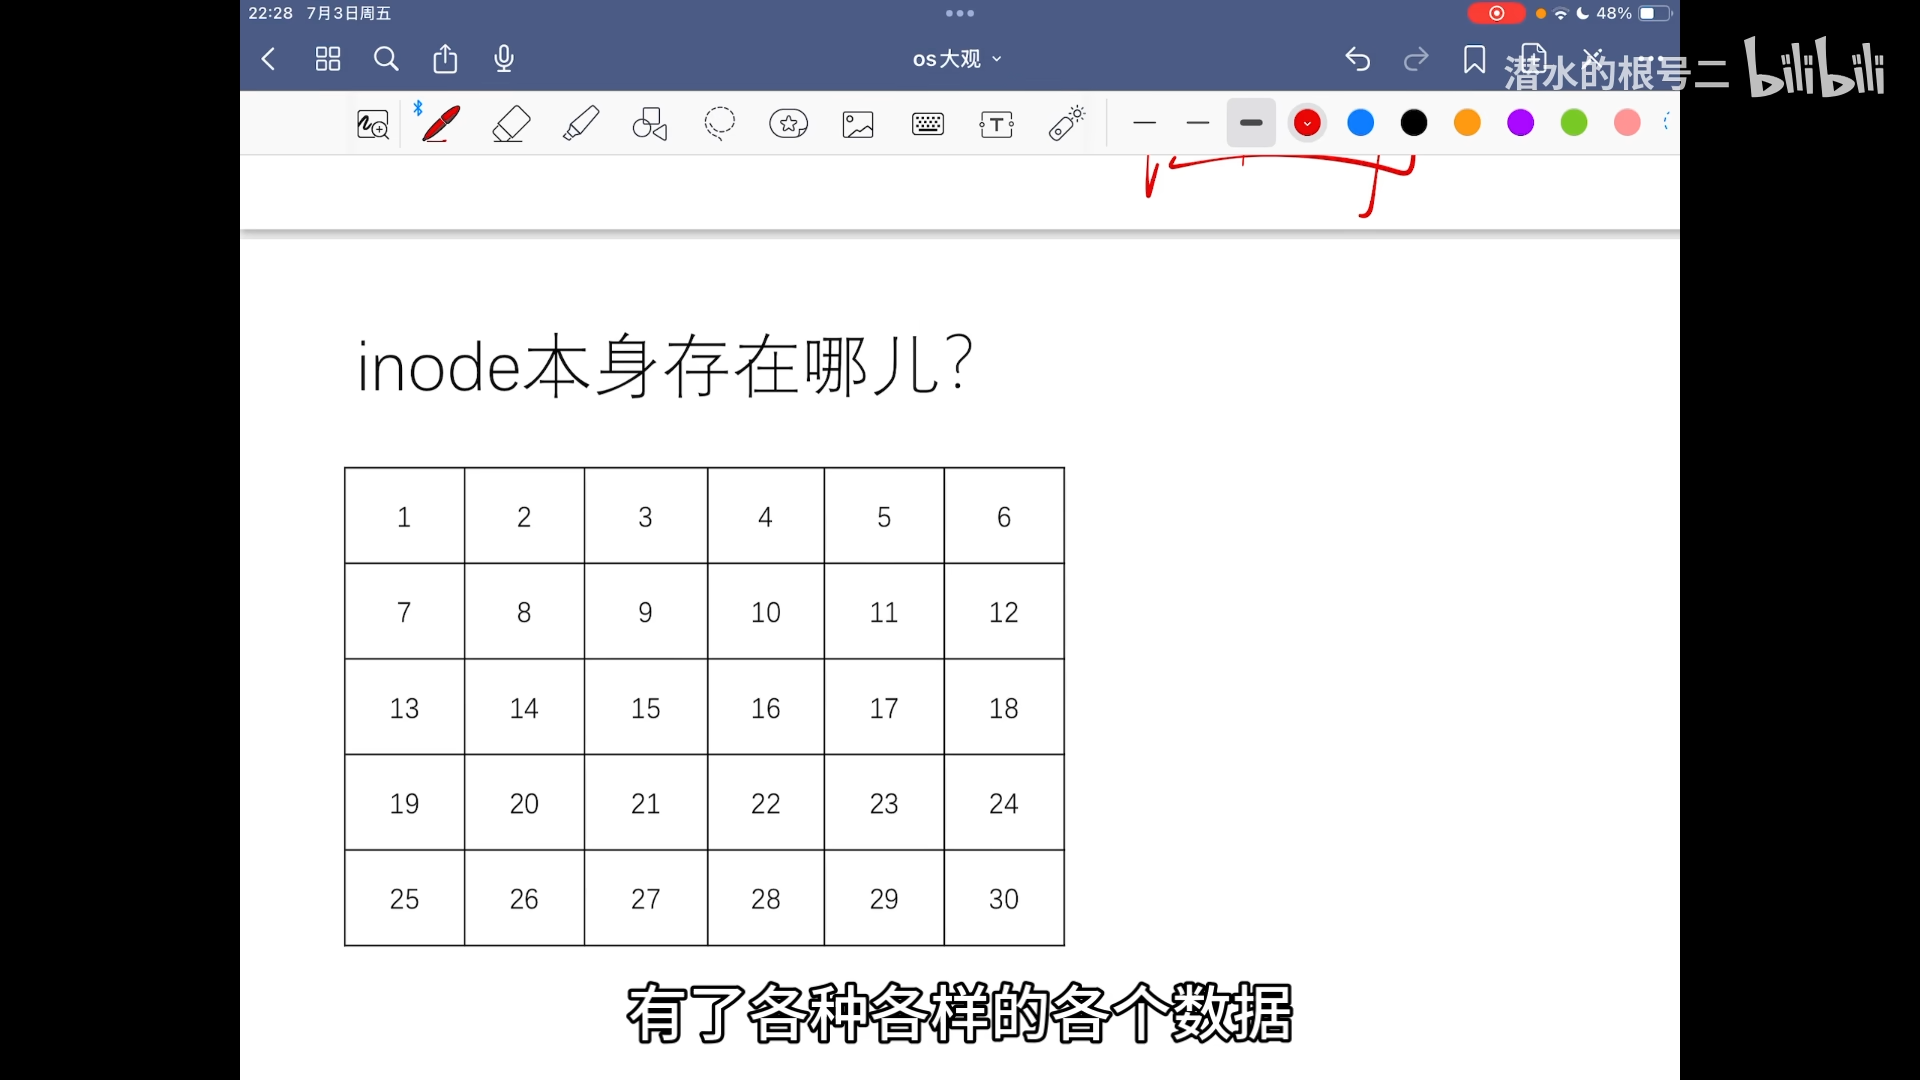 22:28 7月3日周五
48%
os大观
潜水的根号二 bilibili
T
inode本身存在哪儿？
1 2 3 4 5 6
7 8 9 10 11 12
13 14 15 16 17 18
19 20 21 22 23 24
25 26 27 28 29 30
有了各种各样的各个数据